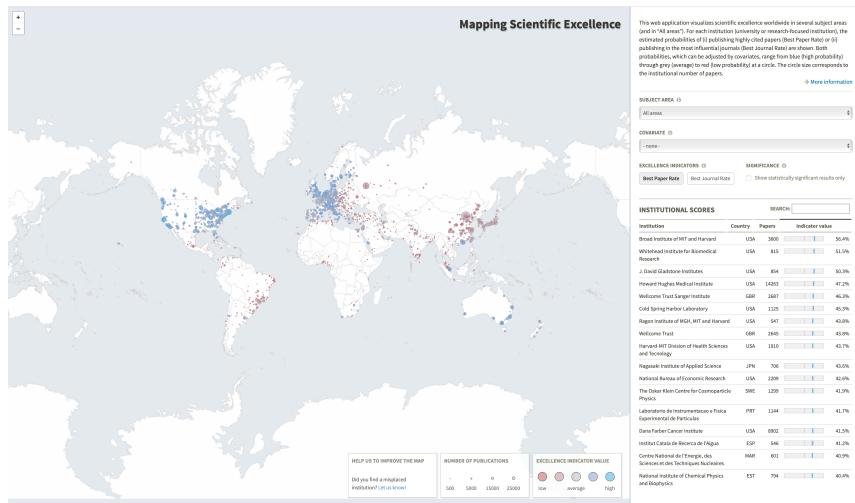 +
−
Mapping Scientific Excellence
HELP US TO IMPROVE THE MAP
Did you find a misplaced
institution? Let us know!
NUMBER OF PUBLICATIONS
500 5000 15000 25000
EXCELLENCE INDICATOR VALUE
low average high
This web application visualizes scientific excellence worldwide in several subject areas
(and in "All areas"). For each institution (university or research-focused institution), the
estimated probabilities of (i) publishing highly cited papers (Best Paper Rate) or (ii)
publishing in the most influential journals (Best Journal Rate) are shown. Both
probabilities, which can be adjusted by covariates, range from blue (high probability)
through grey (average) to red (low probability) at a circle. The circle size corresponds to
the institutional number of papers.
More information
SUBJECT AREA
All areas
COVARIATE
- none -
EXCELLENCE INDICATORS SIGNIFICANCE
Best Paper Rate Best Journal Rate Show statistically significant results only
INSTITUTIONAL SCORES SEARCH:
Institution Country Papers Indicator value
Broad Institute of MIT and Harvard USA 3600 56.4%
Whitehead Institute for Biomedical USA 815 51.5%
Research
J. David Gladstone Institutes USA 854 50.3%
Howard Hughes Medical Institute USA 14263 47.2%
Wellcome Trust Sanger Institute GBR 2687 46.3%
Cold Spring Harbor Laboratory USA 1125 45.3%
Ragon Institute of MGH, MIT and Harvard USA 547 43.8%
Wellcome Trust GBR 2645 43.8%
Harvard-MIT Division of Health Sciences USA 1810 43.7%
and Tecnology
Nagasaki Institute of Applied Science JPN 706 43.6%
National Bureau of Economic Research USA 2209 42.6%
The Oskar Klein Centre for Cosmoparticle SWE 1299 41.9%
Physics
Laboratorio de Instrumentacao e Fisica PRT 1144 41.7%
Experimental de Particulas
Dana Farber Cancer Institute USA 8902 41.5%
Institut Catala de Recerca de l'Aigua ESP 546 41.2%
Centre National de l'Energie, des MAR 601 40.9%
Sciences et des Techniques Nucleaires
National Institute of Chemical Physics EST 794 40.4%
and Biophysics